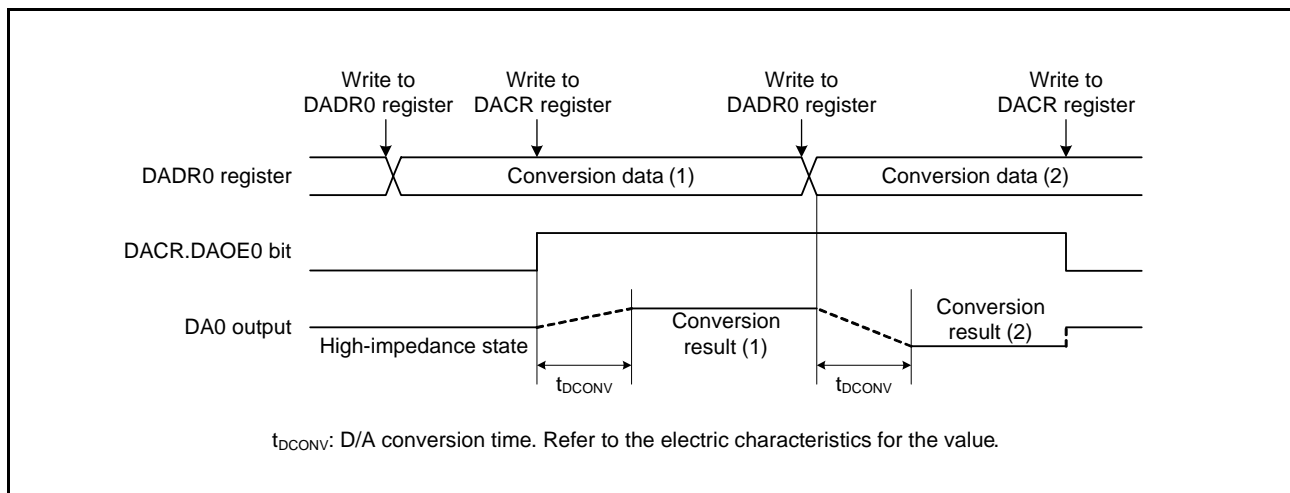 Write to
DADR0 register
Write to
DACR register
Write to
DADR0 register
Write to
DACR register
DADR0 register
Conversion data (1)
Conversion data (2)
DACR.DAOE0 bit
DA0 output
High-impedance state
Conversion
result (1)
Conversion
result (2)
tDCONV
tDCONV
tDCONV: D/A conversion time. Refer to the electric characteristics for the value.